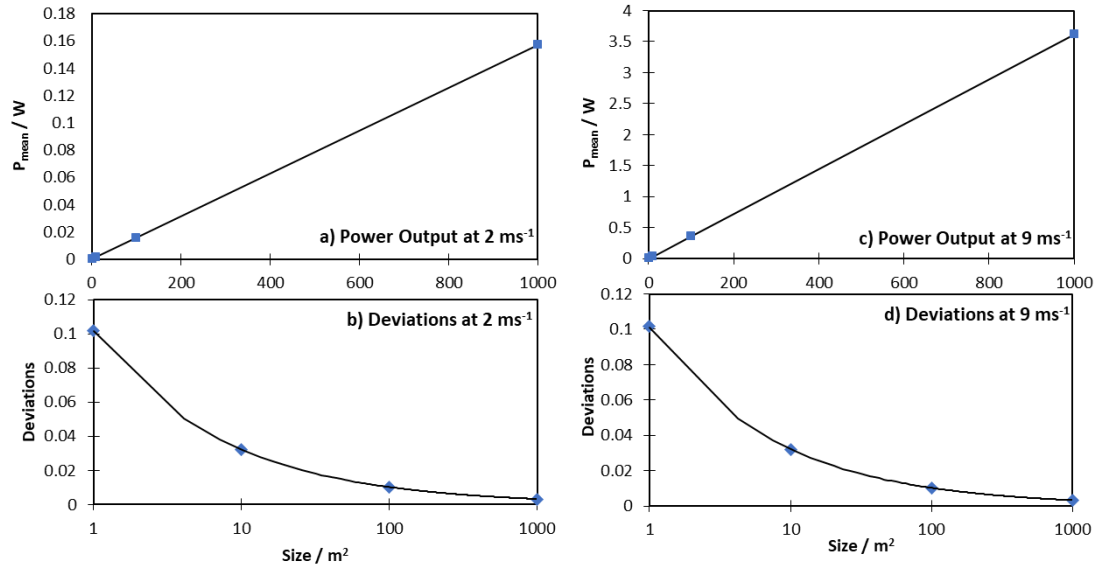 0.18
0.16
0.14
0.12
0.1
0.08
0.06
0.04
0.02
0
P_mean / W
a) Power Output at 2 ms⁻¹
0 200 400 600 800 1000
4
3.5
3
2.5
2
1.5
1
0.5
0
P_mean / W
c) Power Output at 9 ms⁻¹
0 200 400 600 800 1000
0.12
0.1
0.08
0.06
0.04
0.02
0
Deviations
b) Deviations at 2 ms⁻¹
1 10 100 1000
Size / m²
0.12
0.1
0.08
0.06
0.04
0.02
0
Deviations
d) Deviations at 9 ms⁻¹
1 10 100 1000
Size / m²